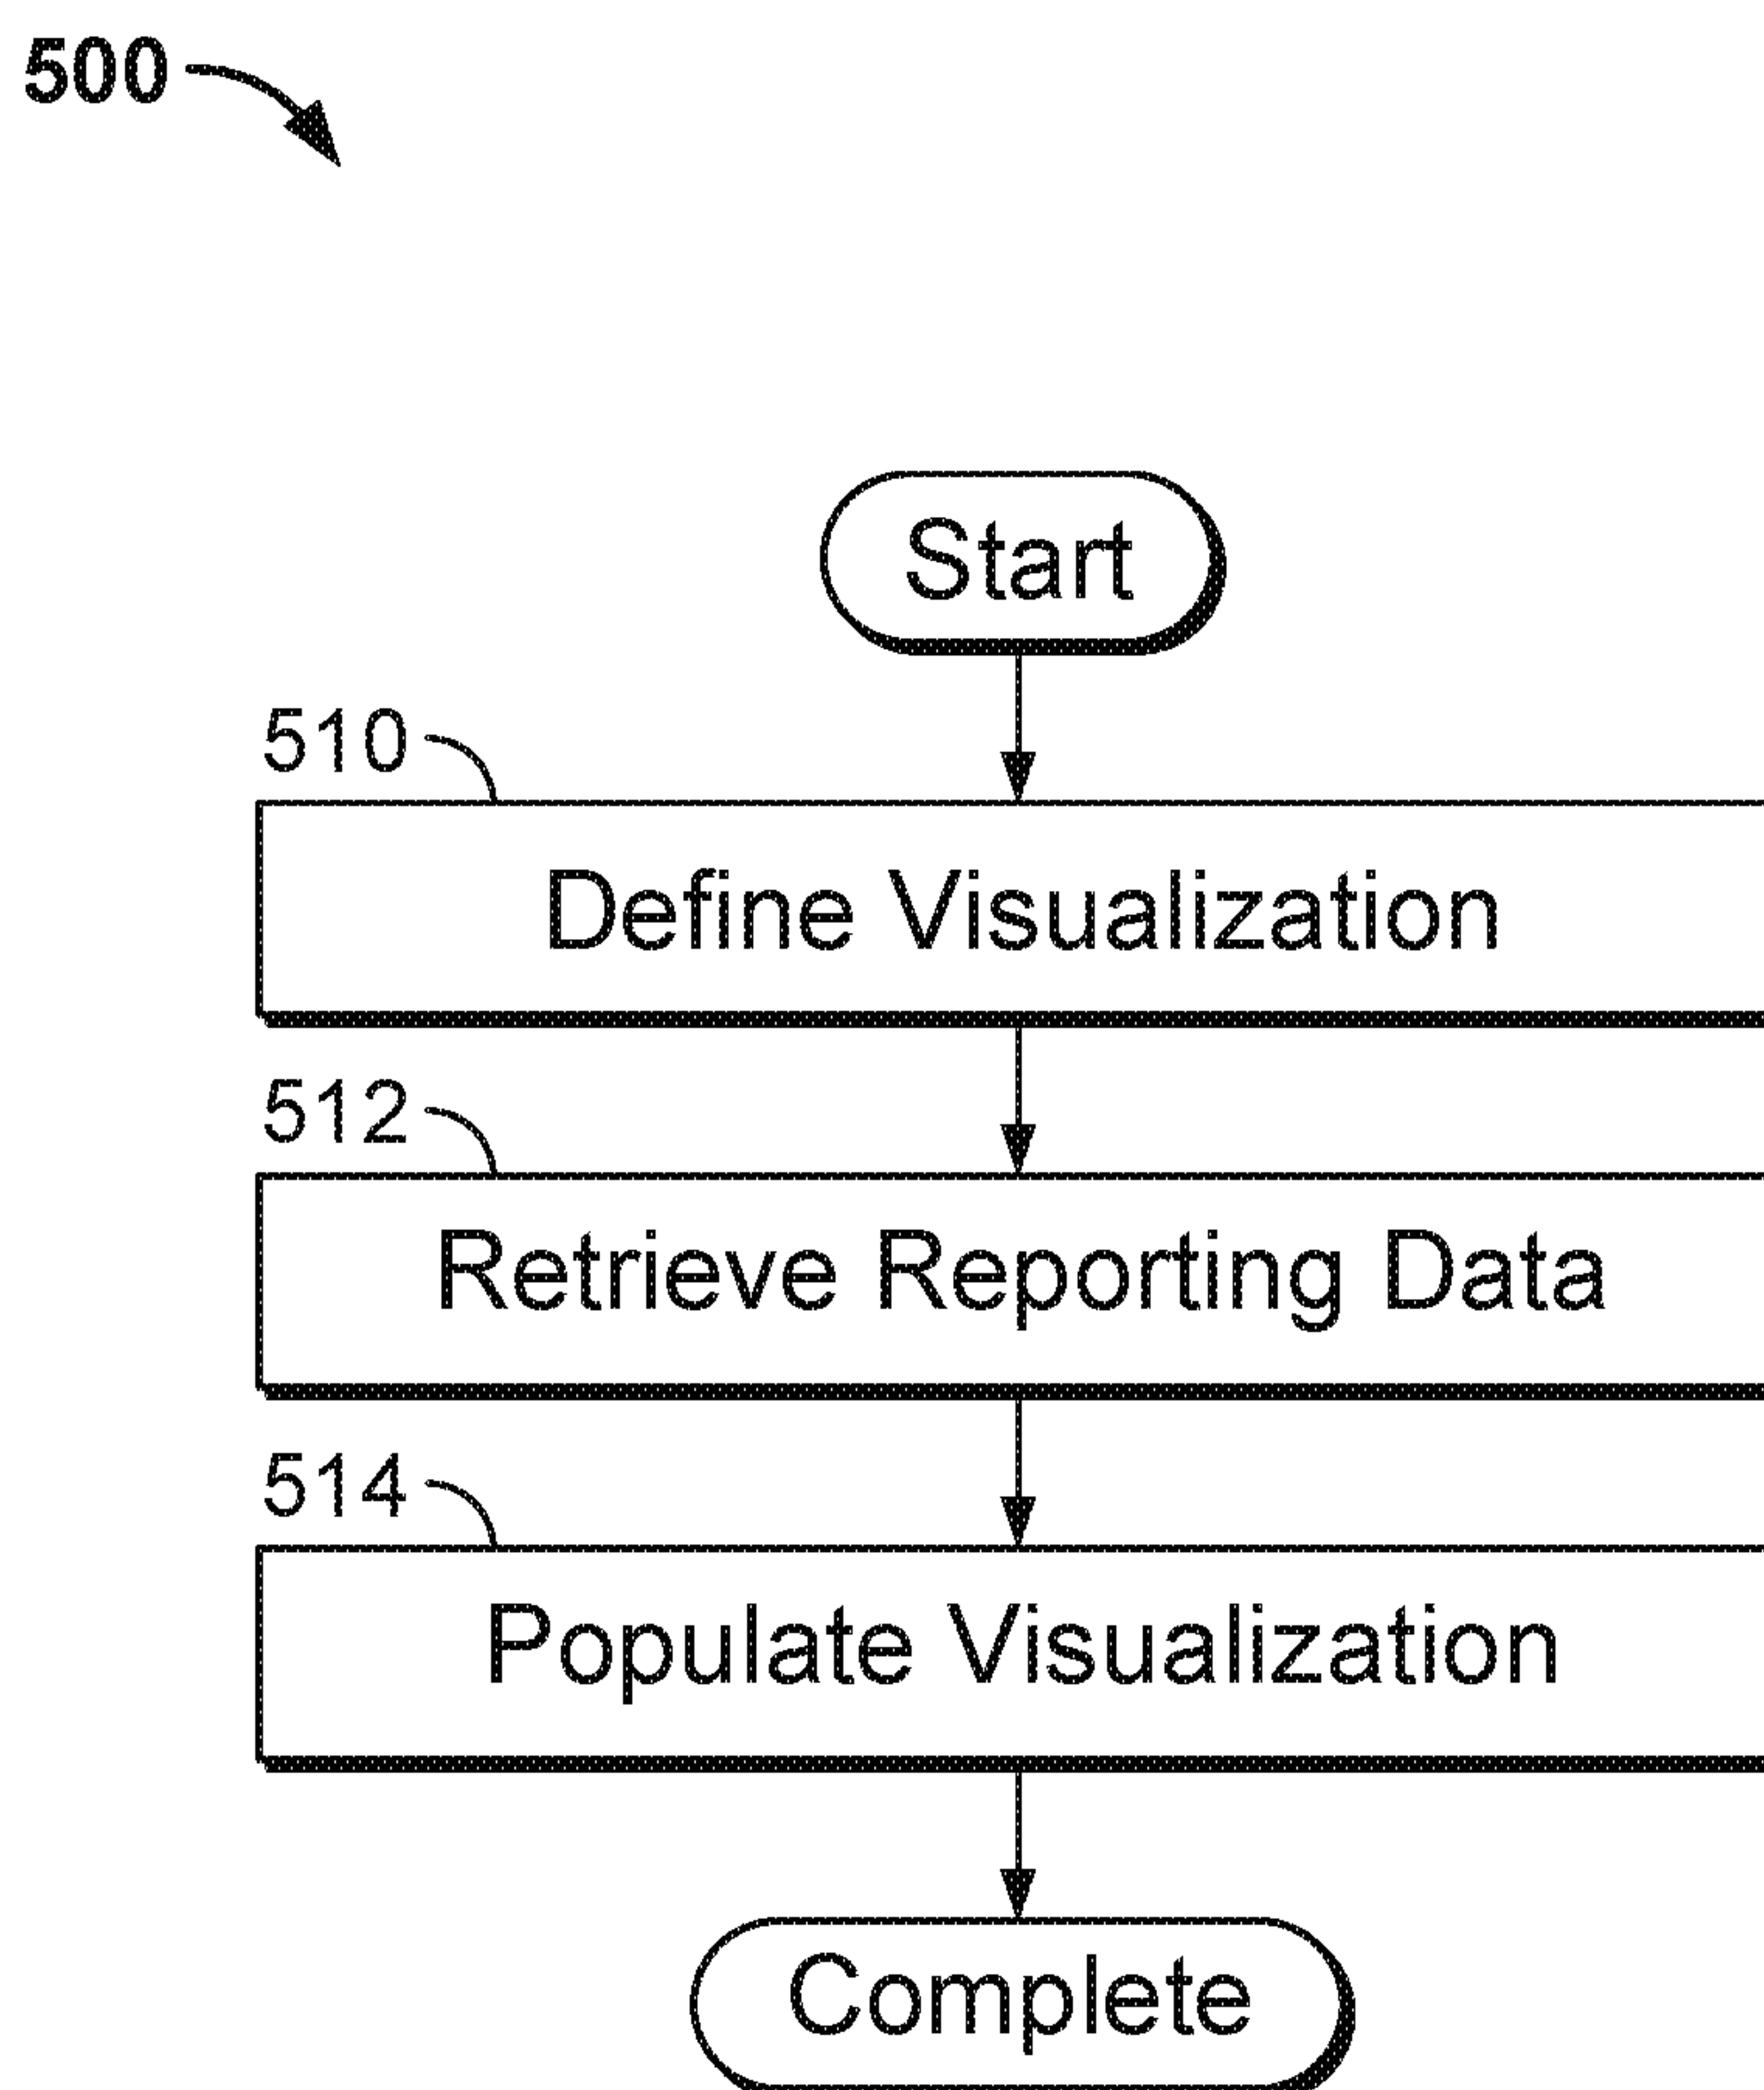 500
Start
510
Define Visualization
512
Retrieve Reporting Data
514
Populate Visualization
Complete